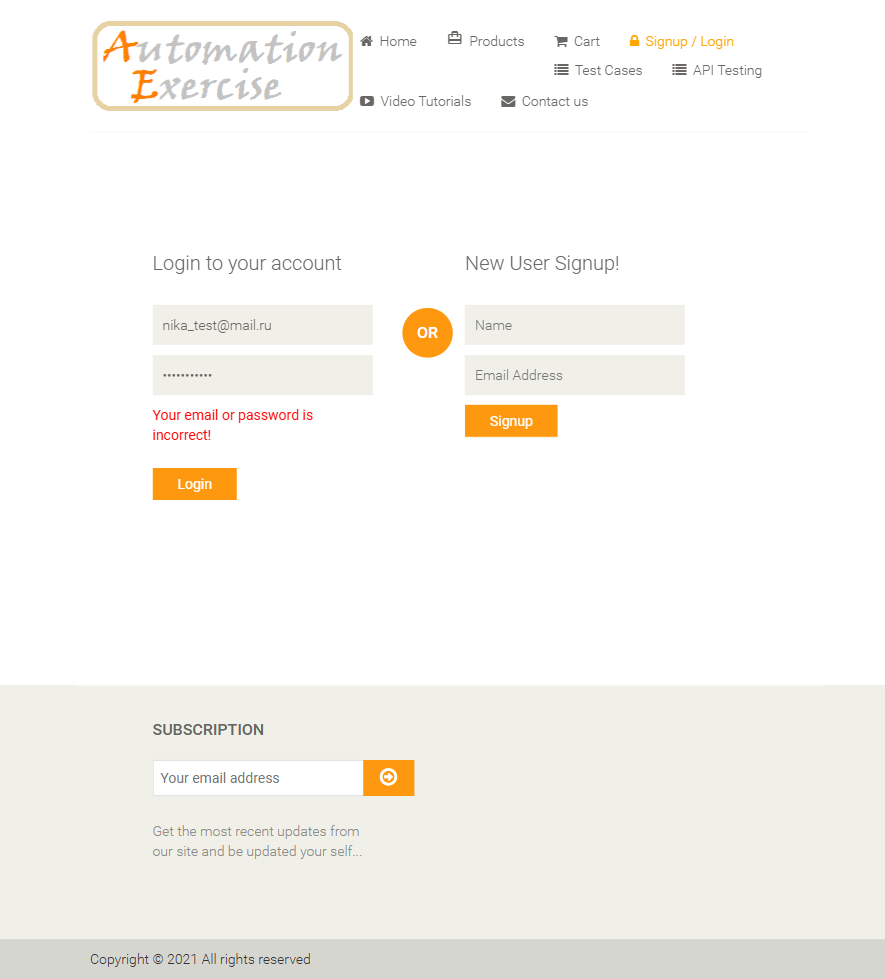 Automation
Exercise
Home Products Cart Signup / Login
Test Cases API Testing
Video Tutorials Contact us
Login to your account
nika_test@mail.ru
•••••••••••
Your email or password is
incorrect!
Login
OR
New User Signup!
Name
Email Address
Signup
SUBSCRIPTION
Your email address
Get the most recent updates from
our site and be updated your self...
Copyright © 2021 All rights reserved